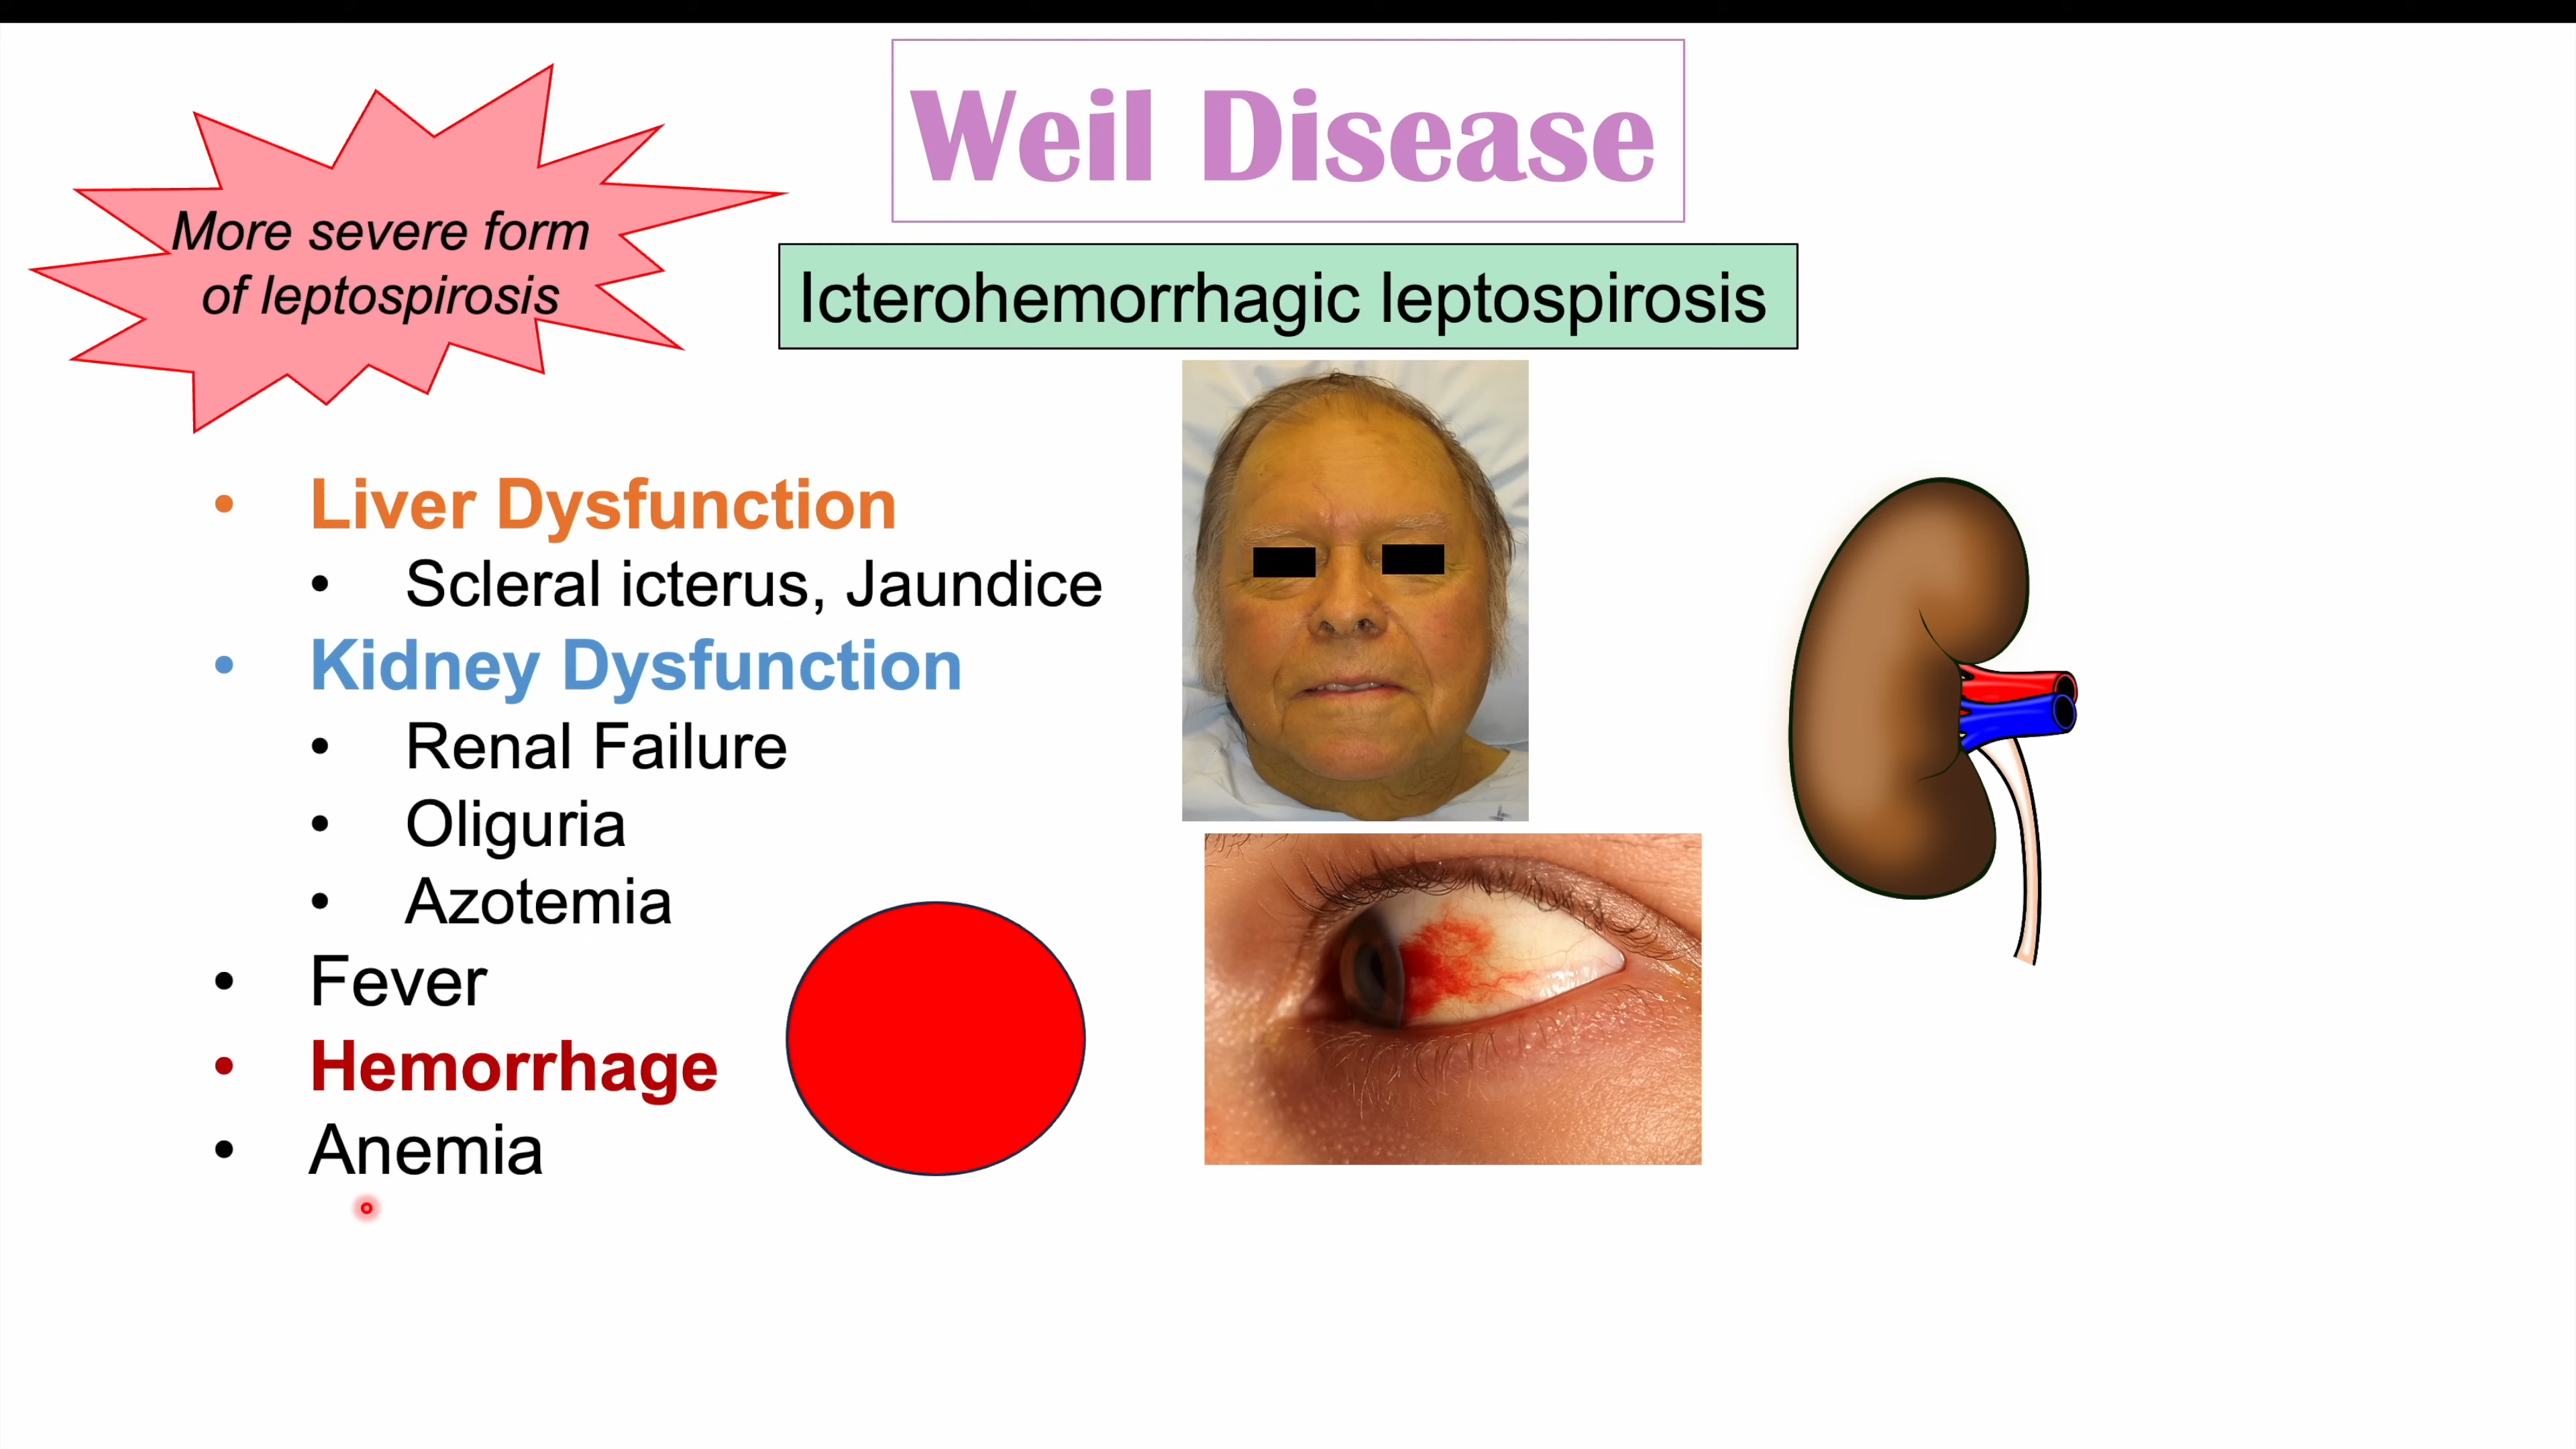 Weil Disease
More severe form
of leptospirosis
Icterohemorrhagic leptospirosis
• Liver Dysfunction
• Scleral icterus, Jaundice
• Kidney Dysfunction
• Renal Failure
• Oliguria
• Azotemia
• Fever
• Hemorrhage
• Anemia